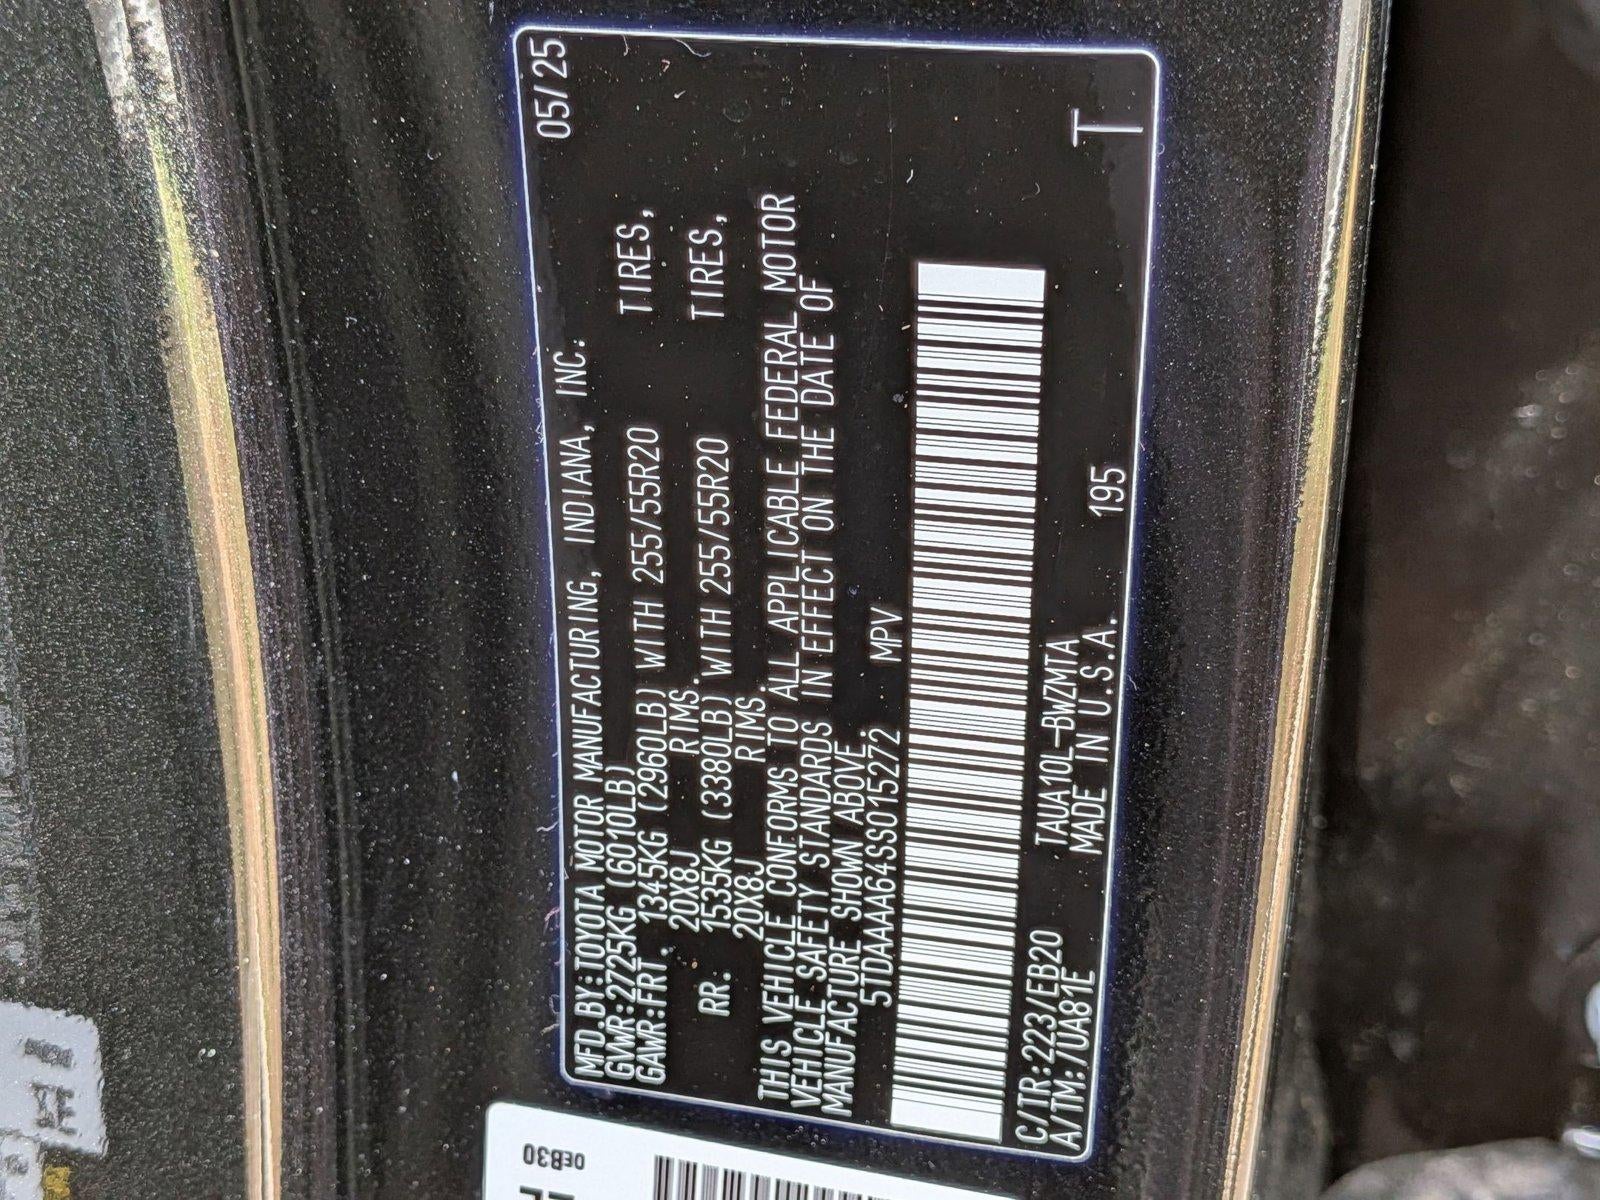 MFD.BY:TOYOTA MOTOR MANUFACTURING, INDIANA, INC. 05/25
GVWR:2725KG (6010LB)
GAWR:FRT. 1345KG (2960LB) WITH 255/55R20 TIRES,
20X8J RIMS.
RR. 1535KG (3380LB) WITH 255/55R20 TIRES,
20X8J RIMS.
THIS VEHICLE CONFORMS TO ALL APPLICABLE FEDERAL MOTOR
VEHICLE SAFETY STANDARDS IN EFFECT ON THE DATE OF
MANUFACTURE SHOWN ABOVE.
5TDAAAA64SS015272 MPV
C/TR:223/EB20 TAUA10L-BWZMTA 195 T
A/TM:/UA81E MADE IN U.S.A.
0EB30